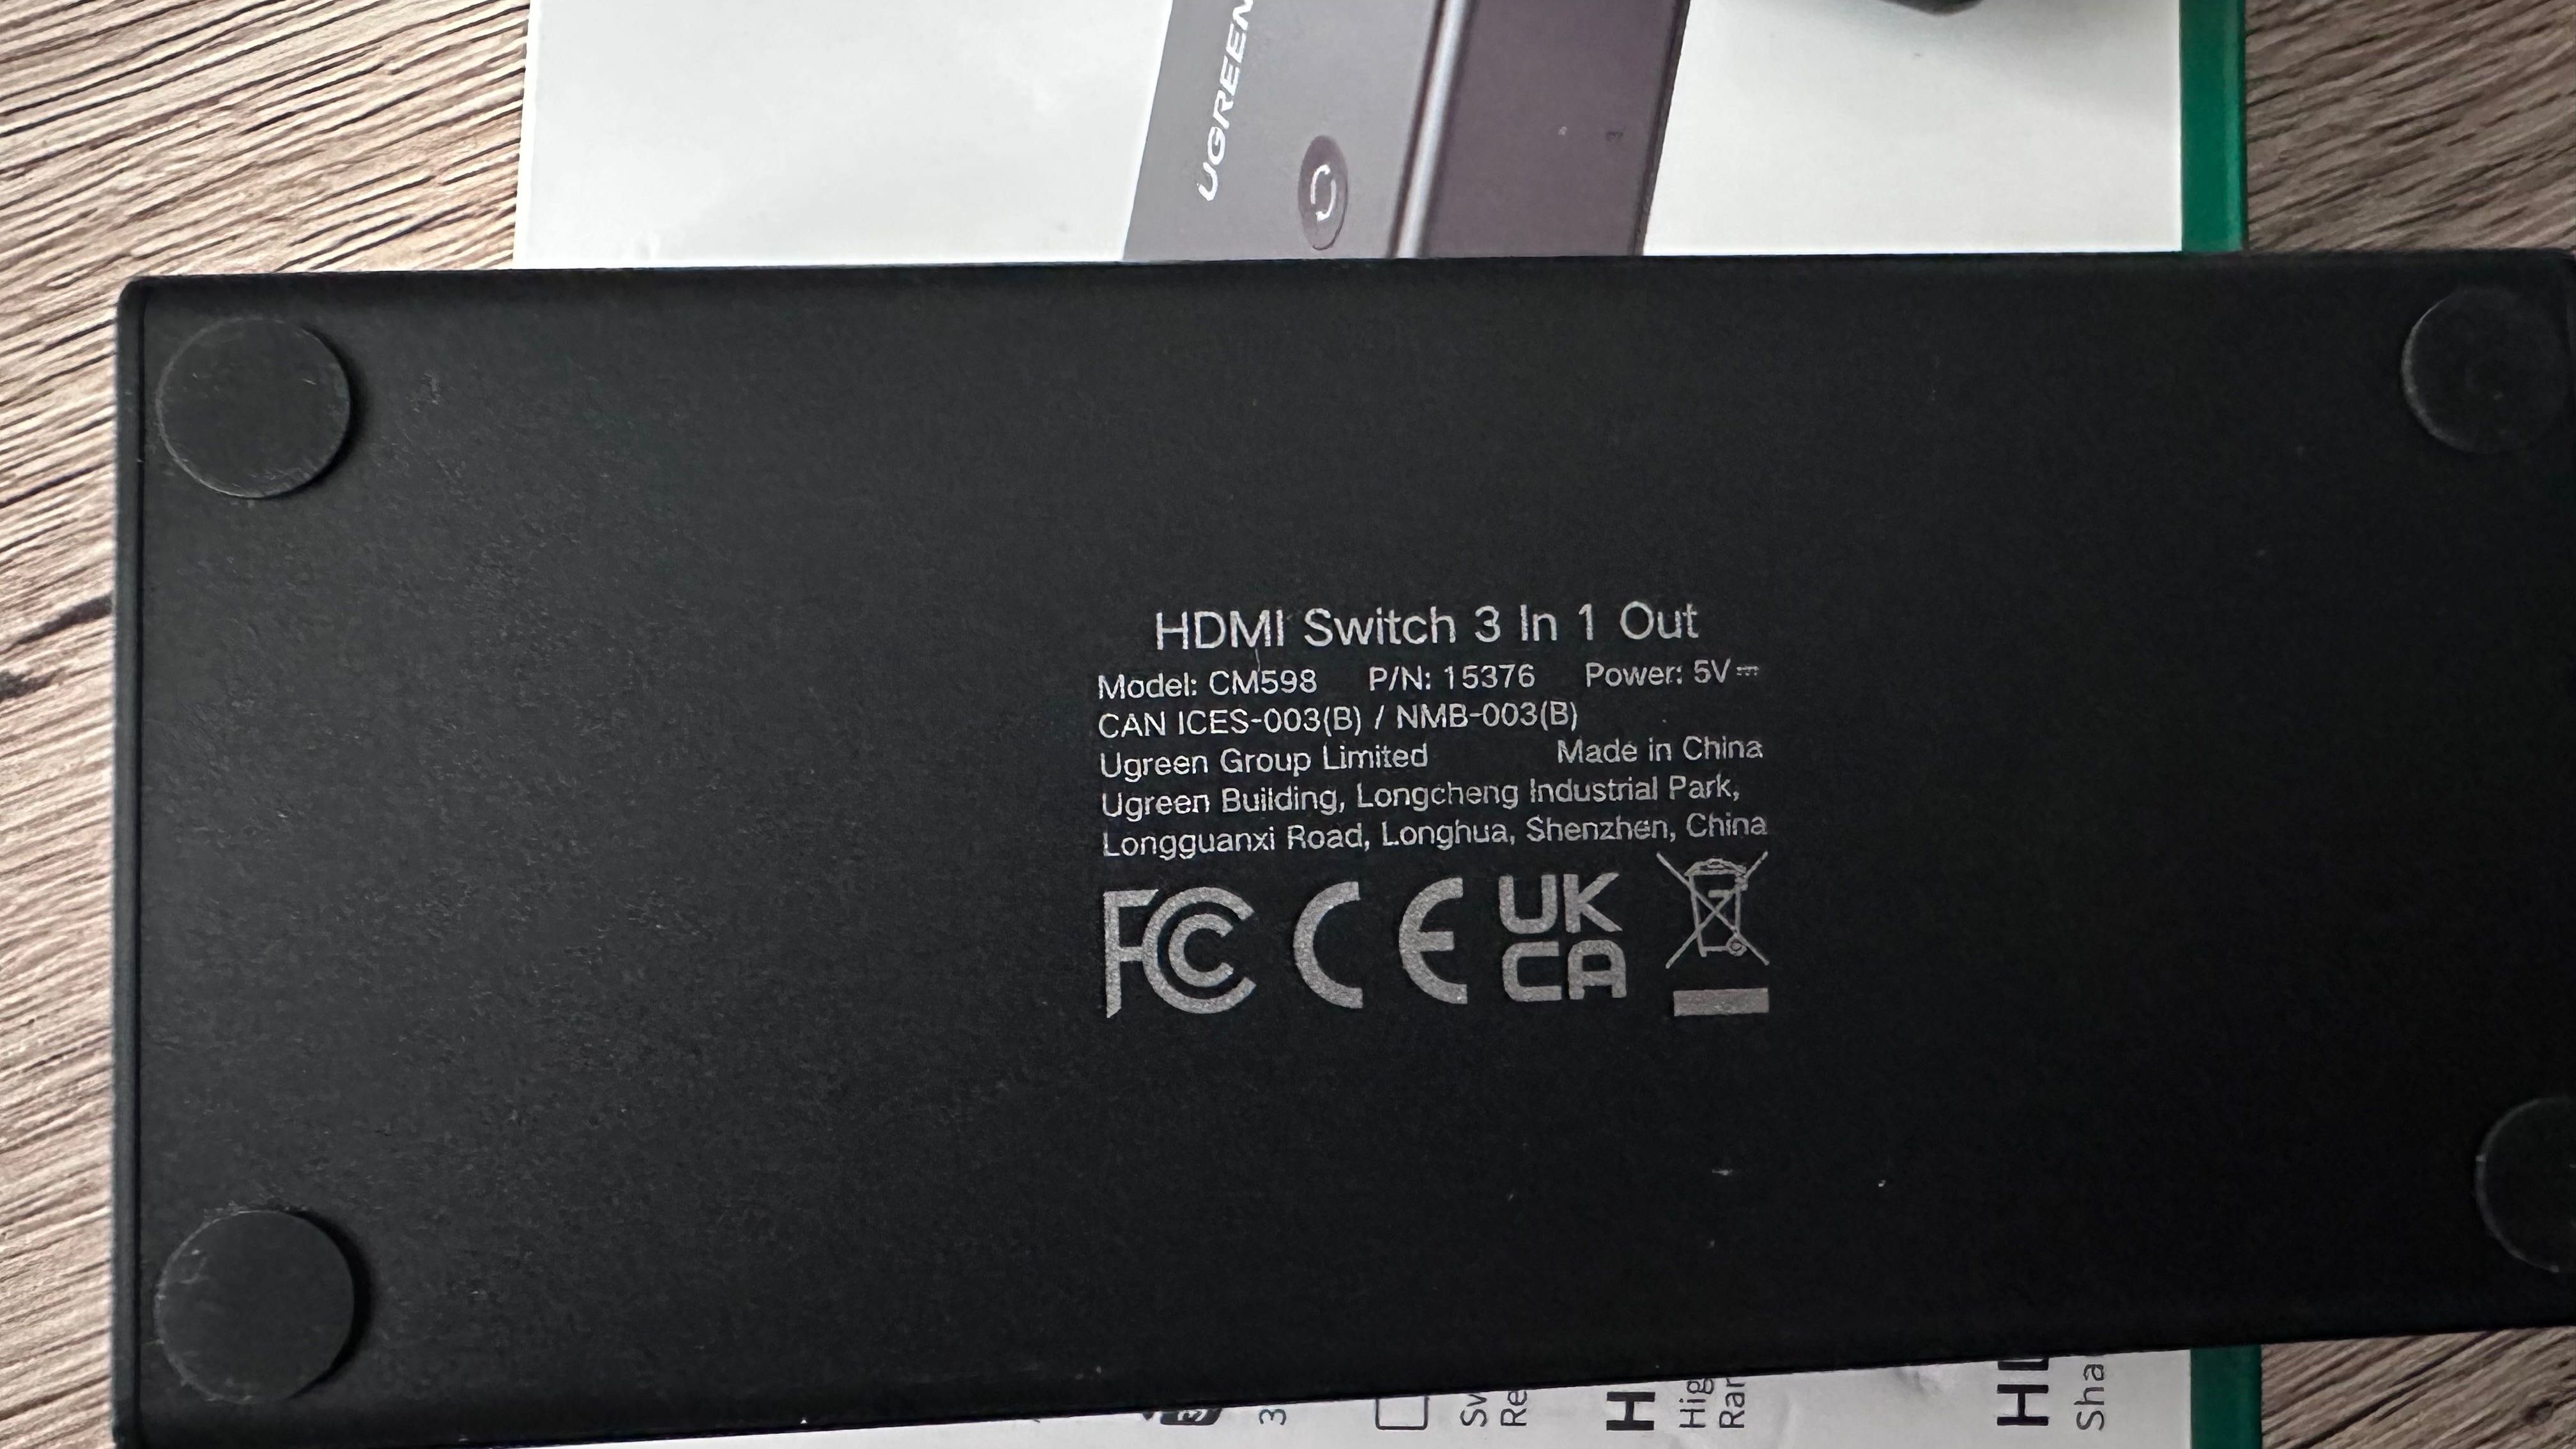 UGREEN
HDMI Switch 3 In 1 Out
Model: CM598 P/N: 15376 Power: 5V⎓
CAN ICES-003(B) / NMB-003(B)
Ugreen Group Limited Made in China
Ugreen Building, Longcheng Industrial Park,
Longguanxi Road, Longhua, Shenzhen, China
FC CE UK CA
3